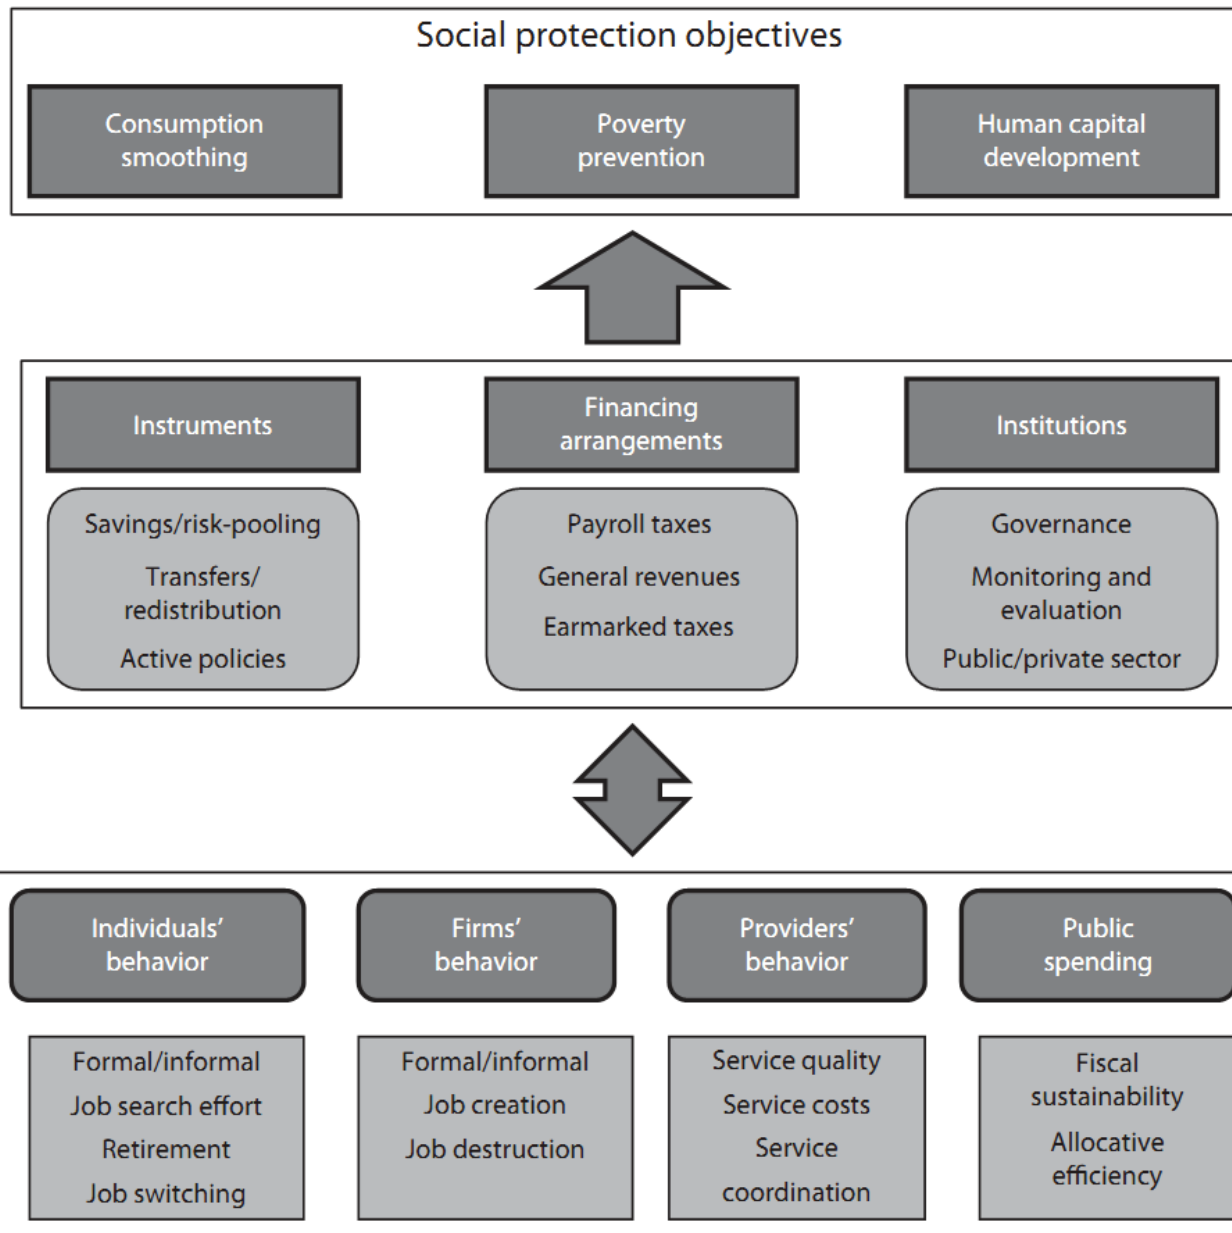 Social protection objectives
Consumption
smoothing
Poverty
prevention
Human capital
development
Instruments
Financing
arrangements
Institutions
Savings/risk-pooling
Transfers/
redistribution
Active policies
Payroll taxes
General revenues
Earmarked taxes
Governance
Monitoring and
evaluation
Public/private sector
Individuals’
behavior
Firms’
behavior
Providers’
behavior
Public
spending
Formal/informal
Job search effort
Retirement
Job switching
Formal/informal
Job creation
Job destruction
Service quality
Service costs
Service
coordination
Fiscal
sustainability
Allocative
efficiency